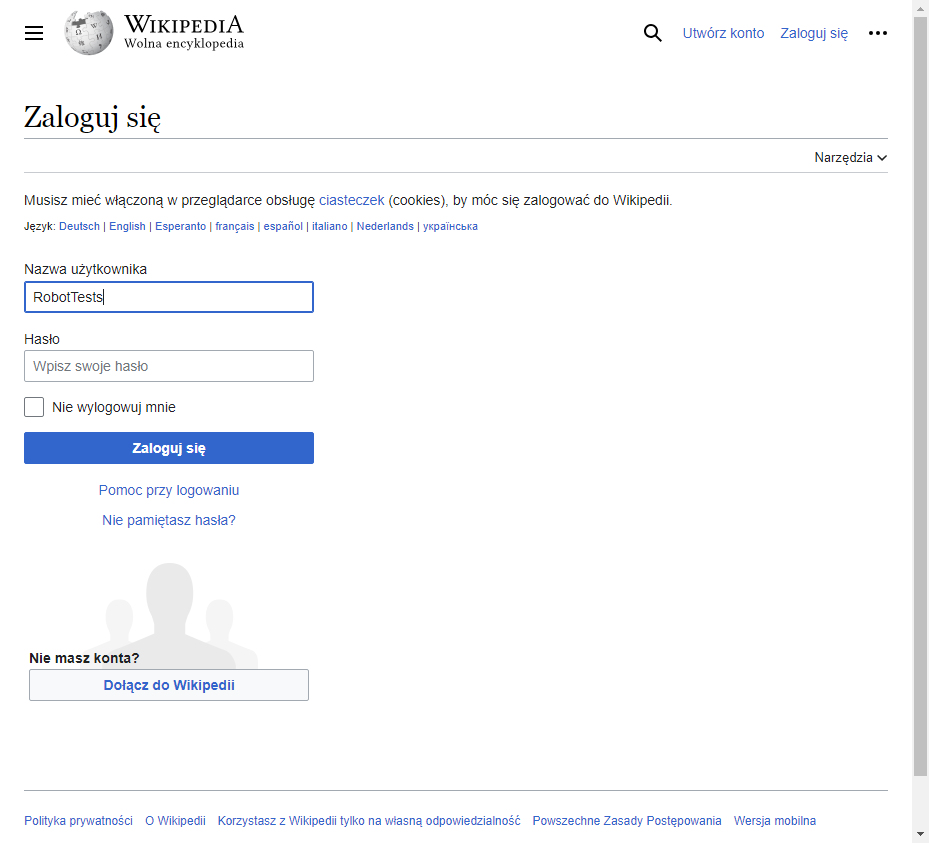 WIKIPEDIA
Wolna encyklopedia
Utwórz konto Zaloguj się
Zaloguj się
Narzędzia
Musisz mieć włączoną w przeglądarce obsługę ciasteczek (cookies), by móc się zalogować do Wikipedii.
Język: Deutsch | English | Esperanto | français | español | italiano | Nederlands | українська
Nazwa użytkownika
RobotTests
Hasło
Wpisz swoje hasło
Nie wylogowuj mnie
Zaloguj się
Pomoc przy logowaniu
Nie pamiętasz hasła?
Nie masz konta?
Dołącz do Wikipedii
Polityka prywatności O Wikipedii Korzystasz z Wikipedii tylko na własną odpowiedzialność Powszechne Zasady Postępowania Wersja mobilna